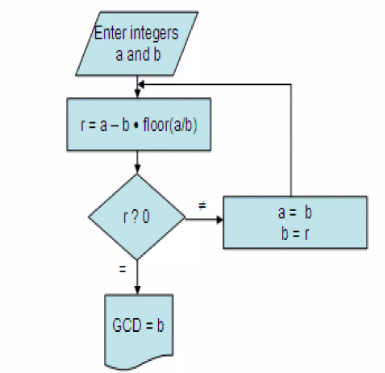 Enter integers
a and b
r = a – b • floor(a/b)
r ? 0
≠
a = b
b = r
=
GCD = b